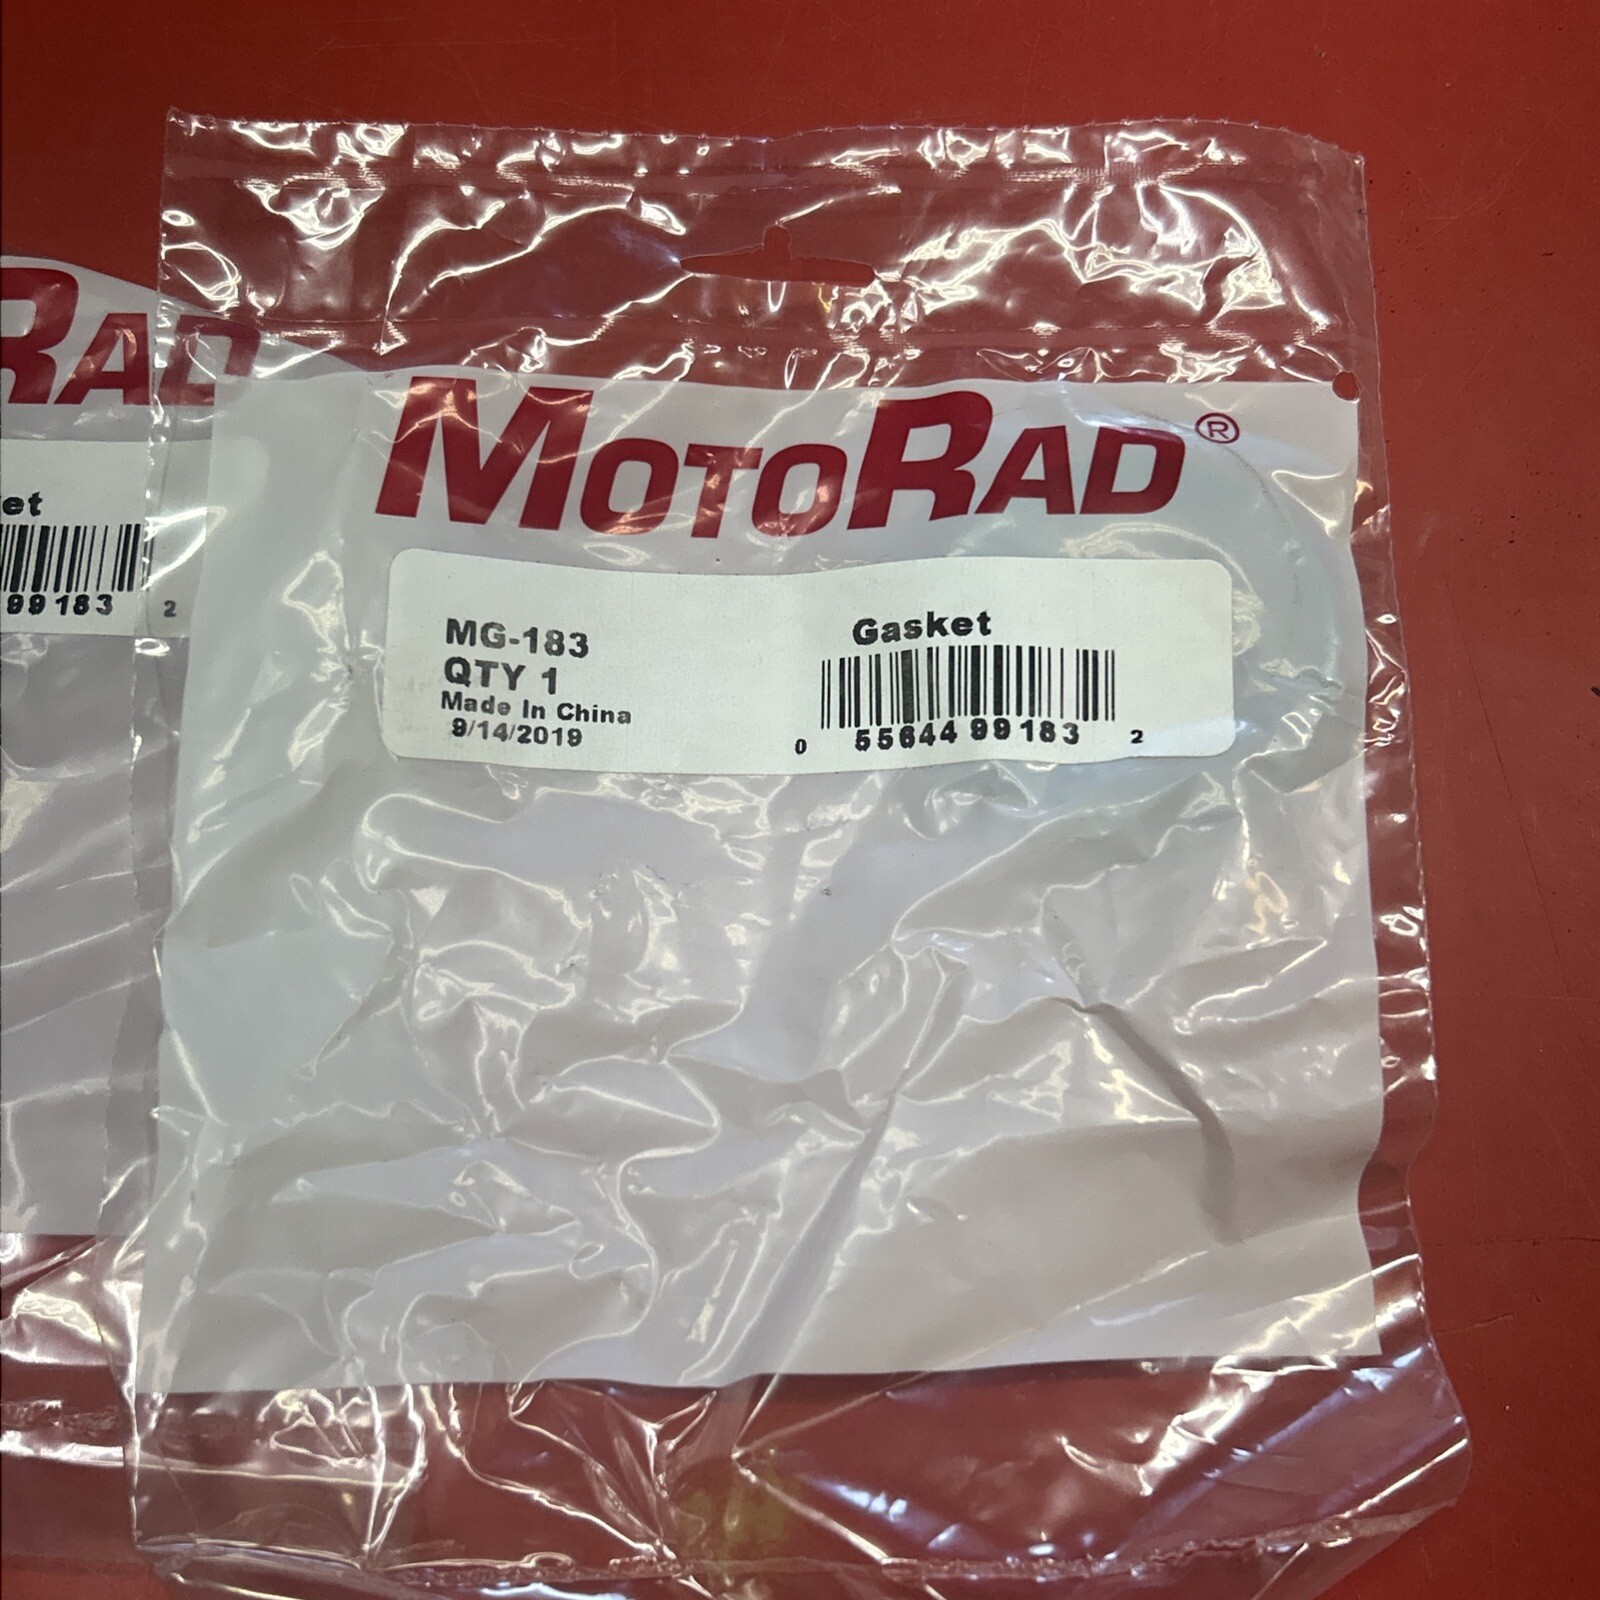 RAD
et
99183 2
MOTORAD®
MG-183
QTY 1
Made In China
9/14/2019
Gasket
0 55644 99183 2